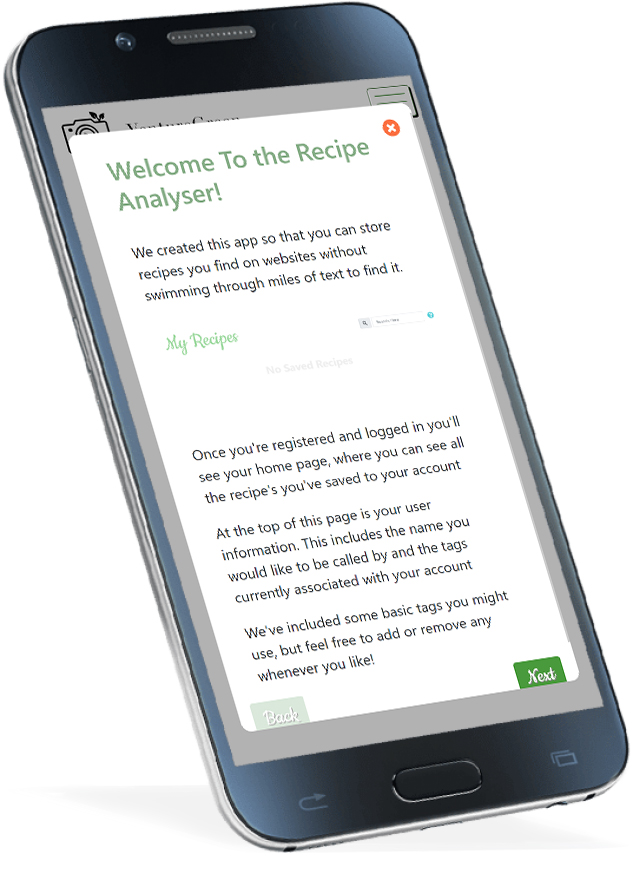 Welcome To the Recipe
Analyser!
We created this app so that you can store
recipes you find on websites without
swimming through miles of text to find it.
My Recipes
No Saved Recipes
Once you're registered and logged in you'll
see your home page, where you can see all
the recipe's you've saved to your account
At the top of this page is your user
information. This includes the name you
would like to be called by and the tags
currently associated with your account
We've included some basic tags you might
use, but feel free to add or remove any
whenever you like!
Back
Next